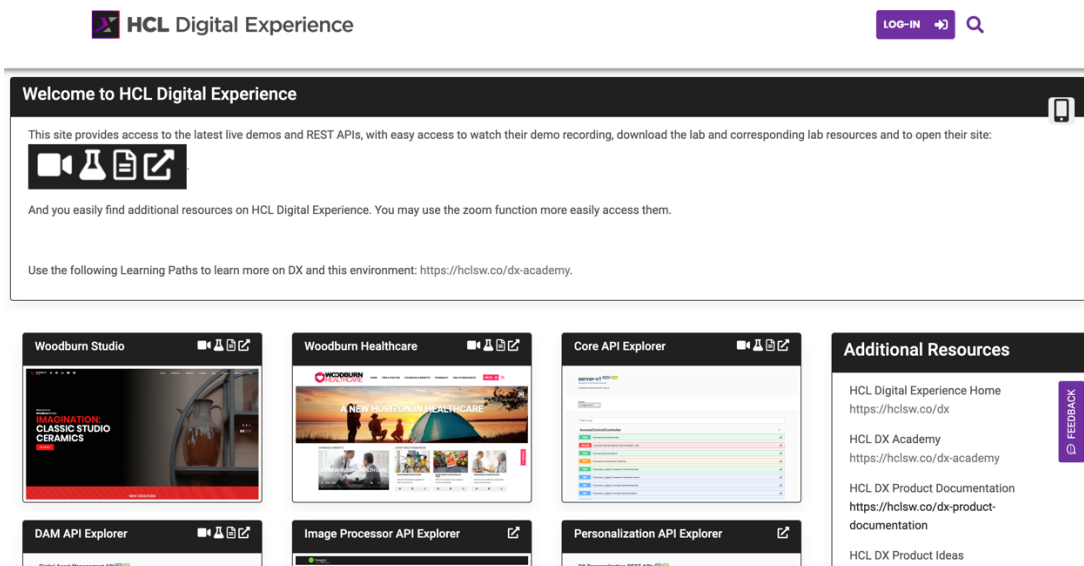 HCL Digital Experience
LOG-IN
Welcome to HCL Digital Experience
This site provides access to the latest live demos and REST APIs, with easy access to watch their demo recording, download the lab and corresponding lab resources and to open their site:
And you easily find additional resources on HCL Digital Experience. You may use the zoom function more easily access them.
Use the following Learning Paths to learn more on DX and this environment: https://hclsw.co/dx-academy.
Woodburn Studio
IMAGINATION:
CLASSIC STUDIO
CERAMICS
Woodburn Healthcare
WOODBURN
HEALTHCARE
A NEW HORIZON IN HEALTHCARE
Core API Explorer
server-v1
AccessControlController
Additional Resources
HCL Digital Experience Home
https://hclsw.co/dx
HCL DX Academy
https://hclsw.co/dx-academy
HCL DX Product Documentation
https://hclsw.co/dx-product-
documentation
HCL DX Product Ideas
FEEDBACK
DAM API Explorer
Image Processor API Explorer
Personalization API Explorer